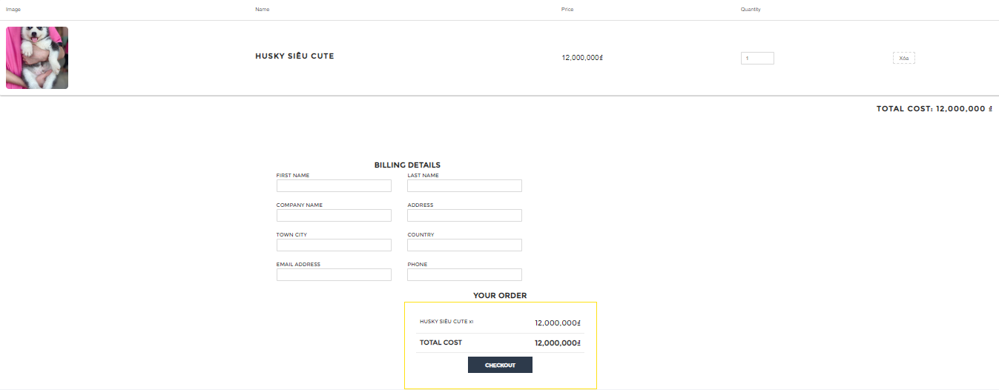 Image Name Price Quantity
HUSKY SIÊU CUTE 12,000,000₫ 1 Xóa
TOTAL COST: 12,000,000 ₫
BILLING DETAILS
FIRST NAME LAST NAME
COMPANY NAME ADDRESS
TOWN CITY COUNTRY
EMAIL ADDRESS PHONE
YOUR ORDER
HUSKY SIÊU CUTE x1 12,000,000₫
TOTAL COST 12,000,000₫
CHECKOUT